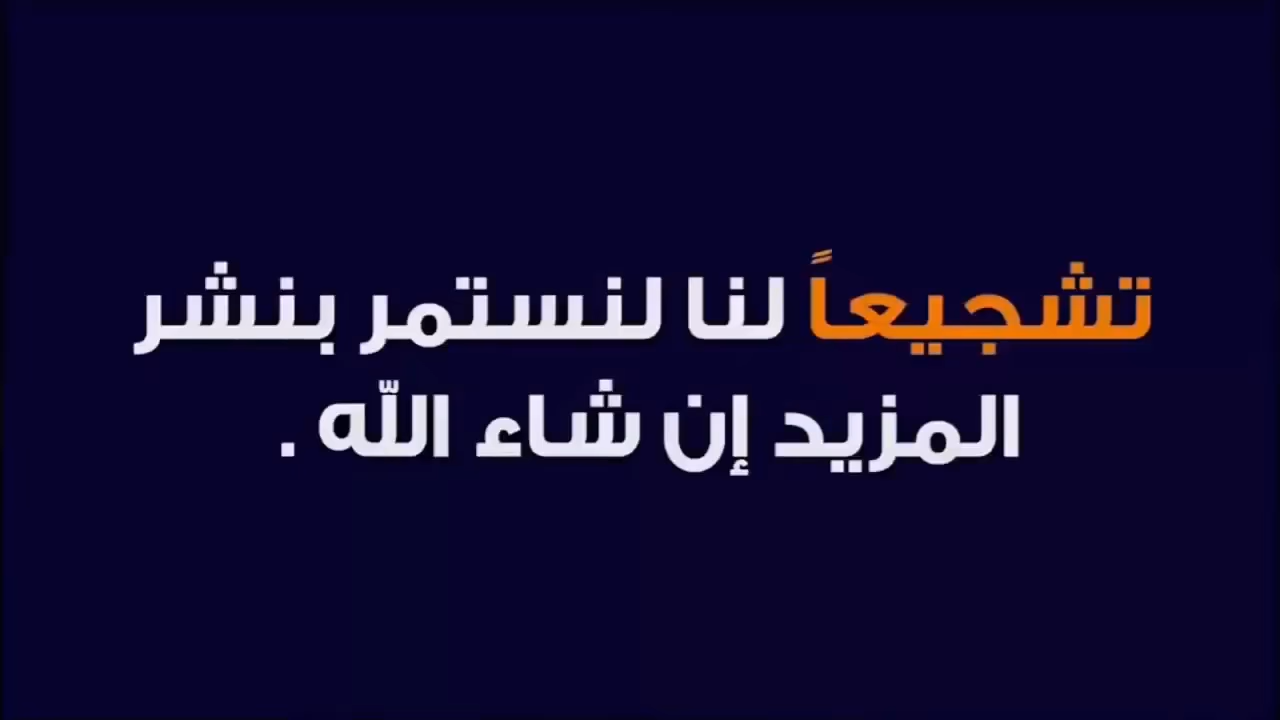 تشجيعاً لنا لنستمر بنشر
المزيد إن شاء الله .